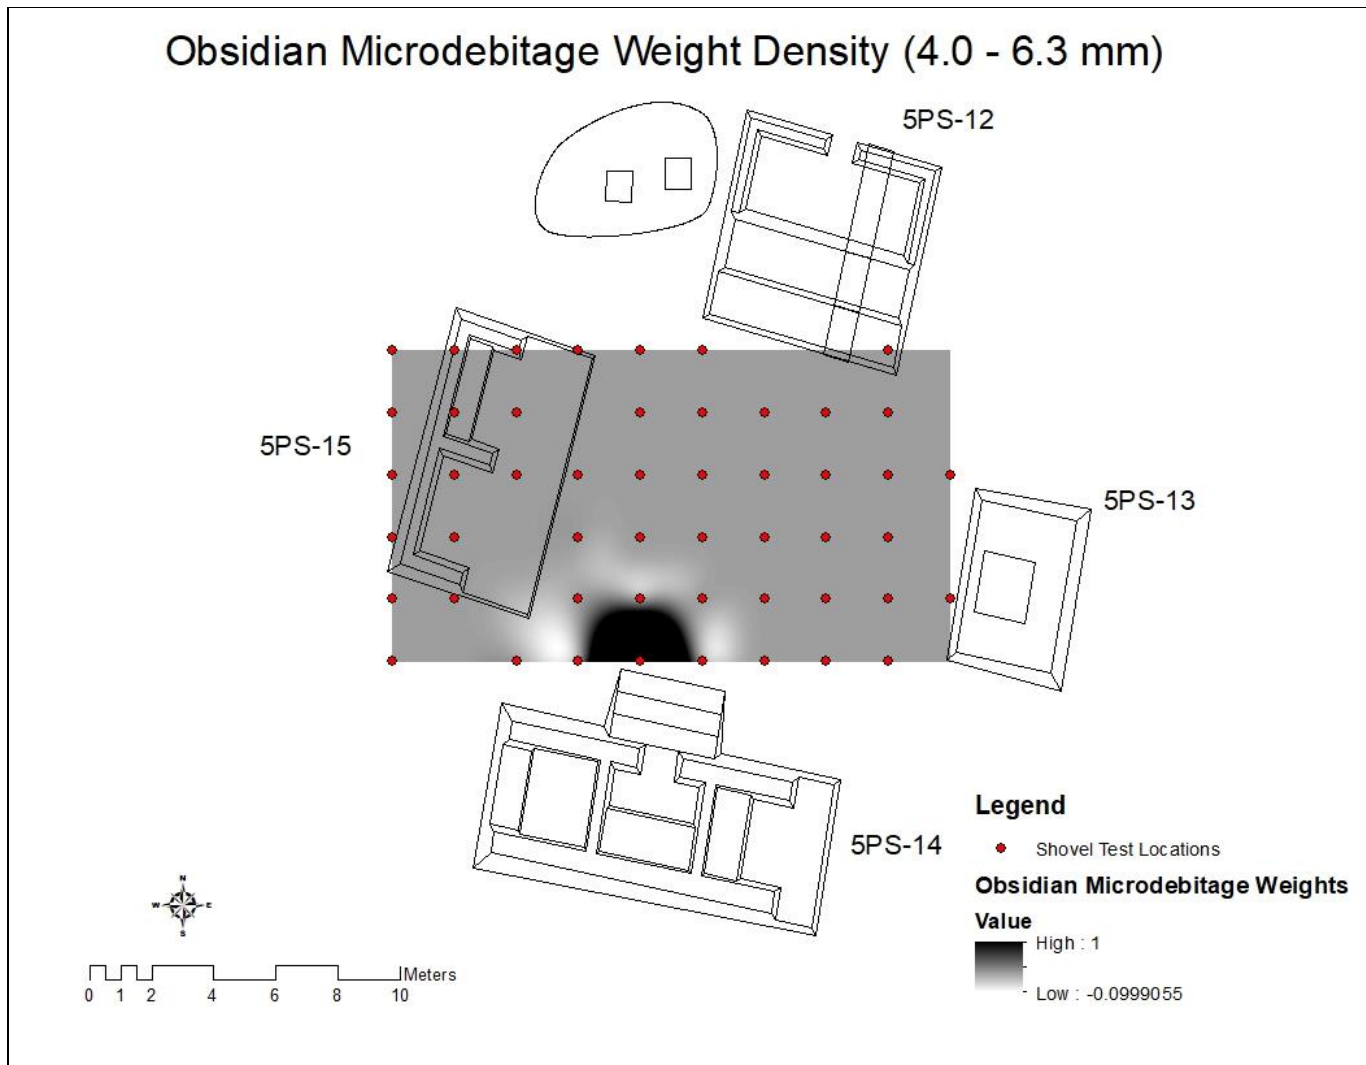 Obsidian Microdebitage Weight Density (4.0 - 6.3 mm)
5PS-12
5PS-15
5PS-13
5PS-14
Legend
Shovel Test Locations
Obsidian Microdebitage Weights
Value
High : 1
Low : -0.0999055
N
W E
S
Meters
0 1 2 4 6 8 10